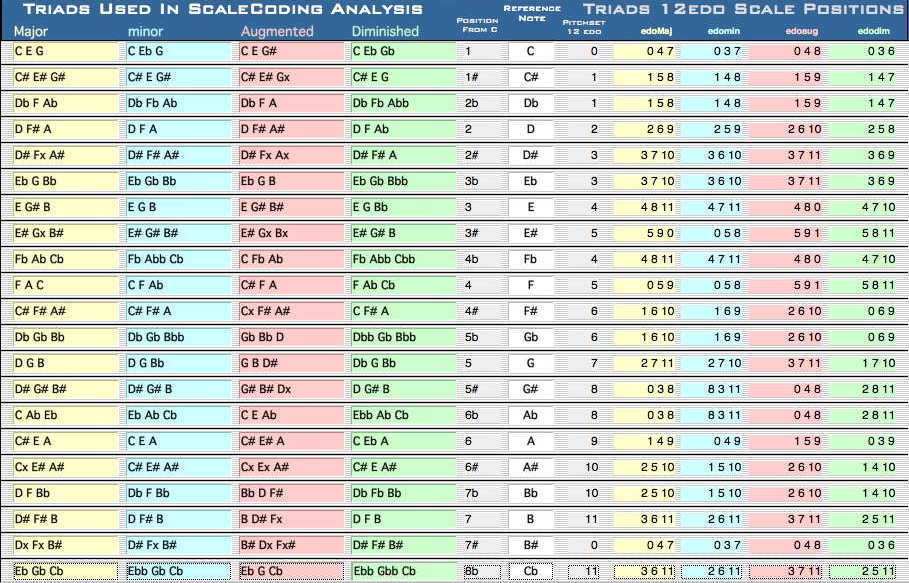 TRIADS USED IN SCALECODING ANALYSIS POSITION FROM C REFERENCE NOTE PITCHSET 12 EDO TRIADS 12EDO SCALE POSITIONS
Major minor Augmented Diminished edoMaj edomin edoaug edodim
C E G C Eb G C E G# C Eb Gb 1 C 0 0 4 7 0 3 7 0 4 8 0 3 6
C# E# G# C# E G# C# E# Gx C# E G 1# C# 1 1 5 8 1 4 8 1 5 9 1 4 7
Db F Ab Db Fb Ab Db F A Db Fb Abb 2b Db 1 1 5 8 1 4 8 1 5 9 1 4 7
D F# A D F A D F# A# D F Ab 2 D 2 2 6 9 2 5 9 2 6 10 2 5 8
D# Fx A# D# F# A# D# Fx Ax D# F# A 2# D# 3 3 7 10 3 6 10 3 7 11 3 6 9
Eb G Bb Eb Gb Bb Eb G B Eb Gb Bbb 3b Eb 3 3 7 10 3 6 10 3 7 11 3 6 9
E G# B E G B E G# B# E G Bb 3 E 4 4 8 11 4 7 11 4 8 0 4 7 10
E# Gx B# E# G# B# E# Gx Bx E# G# B 3# E# 5 5 9 0 0 5 8 5 9 1 5 8 11
Fb Ab Cb Fb Abb Cb C Fb Ab Fb Abb Cbb 4b Fb 4 4 8 11 4 7 11 4 8 0 4 7 10
F A C C F Ab C# F A F Ab Cb 4 F 5 0 5 9 0 5 8 5 9 1 5 8 11
C# F# A# C# F# A Cx F# A# C F# A 4# F# 6 1 6 10 1 6 9 2 6 10 0 6 9
Db Gb Bb Db Gb Bbb Gb Bb D Dbb Gb Bbb 5b Gb 6 1 6 10 1 6 9 2 6 10 0 6 9
D G B D G Bb G B D# Db G Bb 5 G 7 2 7 11 2 7 10 3 7 11 1 7 10
D# G# B# D# G# B G# B# Dx D G# B 5# G# 8 0 3 8 8 3 11 0 4 8 2 8 11
C Ab Eb Eb Ab Cb C E Ab Ebb Ab Cb 6b Ab 8 0 3 8 8 3 11 0 4 8 2 8 11
C# E A C E A C# E# A C Eb A 6 A 9 1 4 9 0 4 9 1 5 9 0 3 9
Cx E# A# C# E# A# Cx Ex A# C# E A# 6# A# 10 2 5 10 1 5 10 2 6 10 1 4 10
D F Bb Db F Bb Bb D F# Db Fb Bb 7b Bb 10 2 5 10 1 5 10 2 6 10 1 4 10
D# F# B D F# B B D# Fx D F B 7 B 11 3 6 11 2 6 11 3 7 11 2 5 11
Dx Fx B# D# Fx B# B# Dx Fx# D# F# B# 7# B# 0 0 4 7 0 3 7 0 4 8 0 3 6
Eb Gb Cb Ebb Gb Cb Eb G Cb Ebb Gbb Cb 8b Cb 11 3 6 11 2 6 11 3 7 11 2 5 11